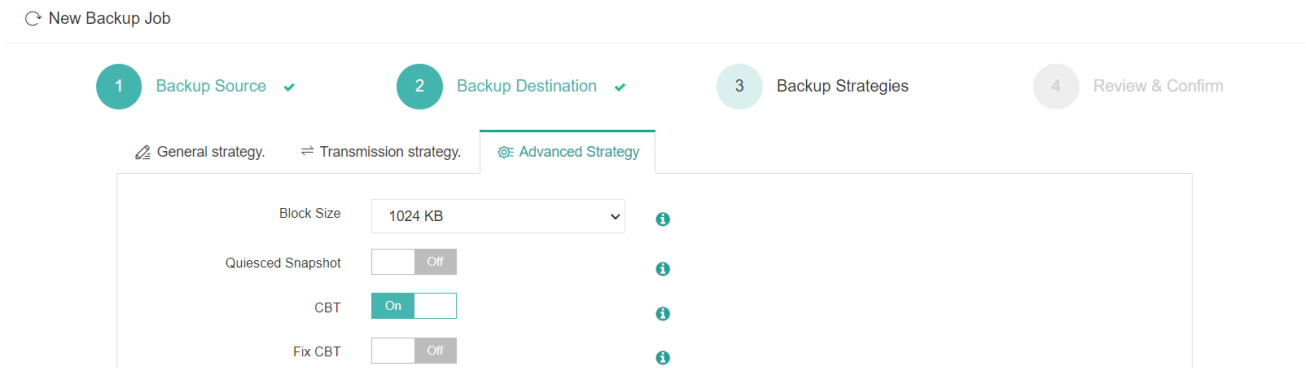 New Backup Job
1 Backup Source 2 Backup Destination 3 Backup Strategies 4 Review & Confirm
General strategy. Transmission strategy. Advanced Strategy
Block Size 1024 KB
Quiesced Snapshot Off
CBT On
Fix CBT Off